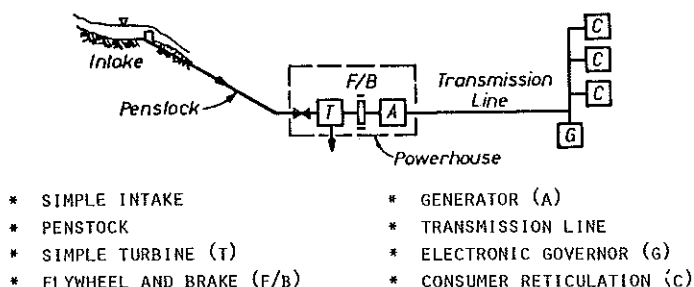 Intake
Penstock
F/B
T
A
Transmission
Line
C
C
C
G
Powerhouse
* SIMPLE INTAKE
* PENSTOCK
* SIMPLE TURBINE (T)
* FLYWHEEL AND BRAKE (F/B)
* GENERATOR (A)
* TRANSMISSION LINE
* ELECTRONIC GOVERNOR (G)
* CONSUMER RETICULATION (C)